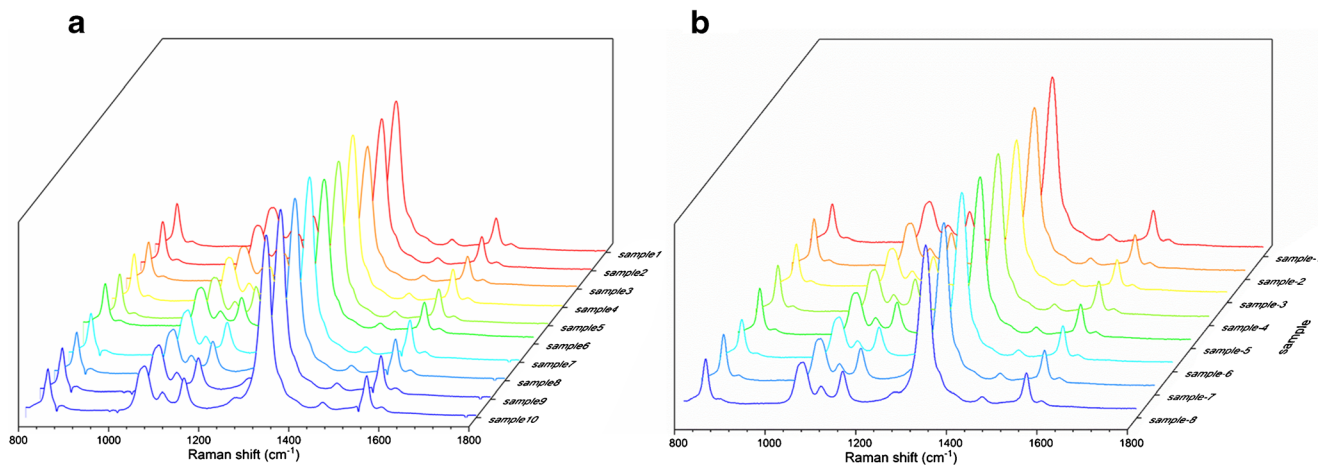 a
sample1
sample2
sample3
sample4
sample5
sample6
sample7
sample8
sample9
sample10
800 1000 1200 1400 1600 1800
Raman shift (cm⁻¹)
b
sample-2
sample-3
sample-4
sample-5
sample-6
sample-7
sample-8
sample
800 1000 1200 1400 1600 1800
Raman shift (cm⁻¹)